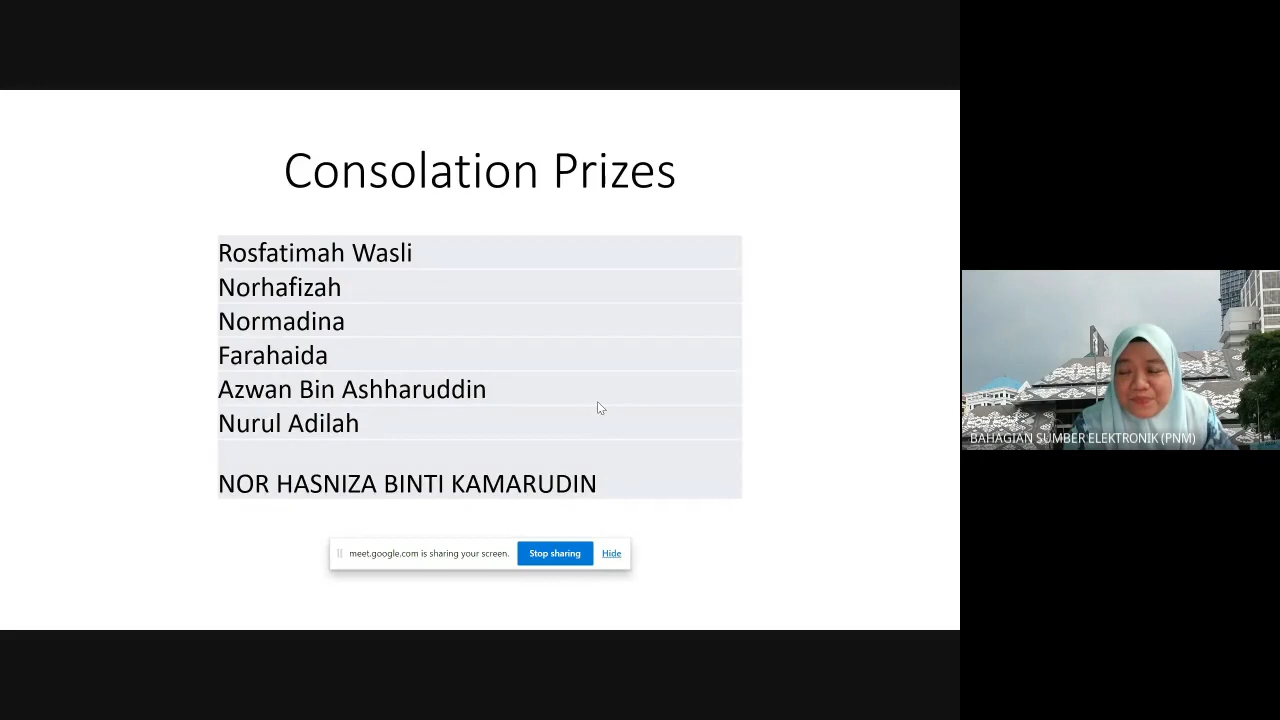 Consolation Prizes
Rosfatimah Wasli
Norhafizah
Normadina
Farahaida
Azwan Bin Ashharuddin
Nurul Adilah
NOR HASNIZA BINTI KAMARUDIN
meet.google.com is sharing your screen. Stop sharing Hide
BAHAGIAN SUMBER ELEKTRONIK (PNM)